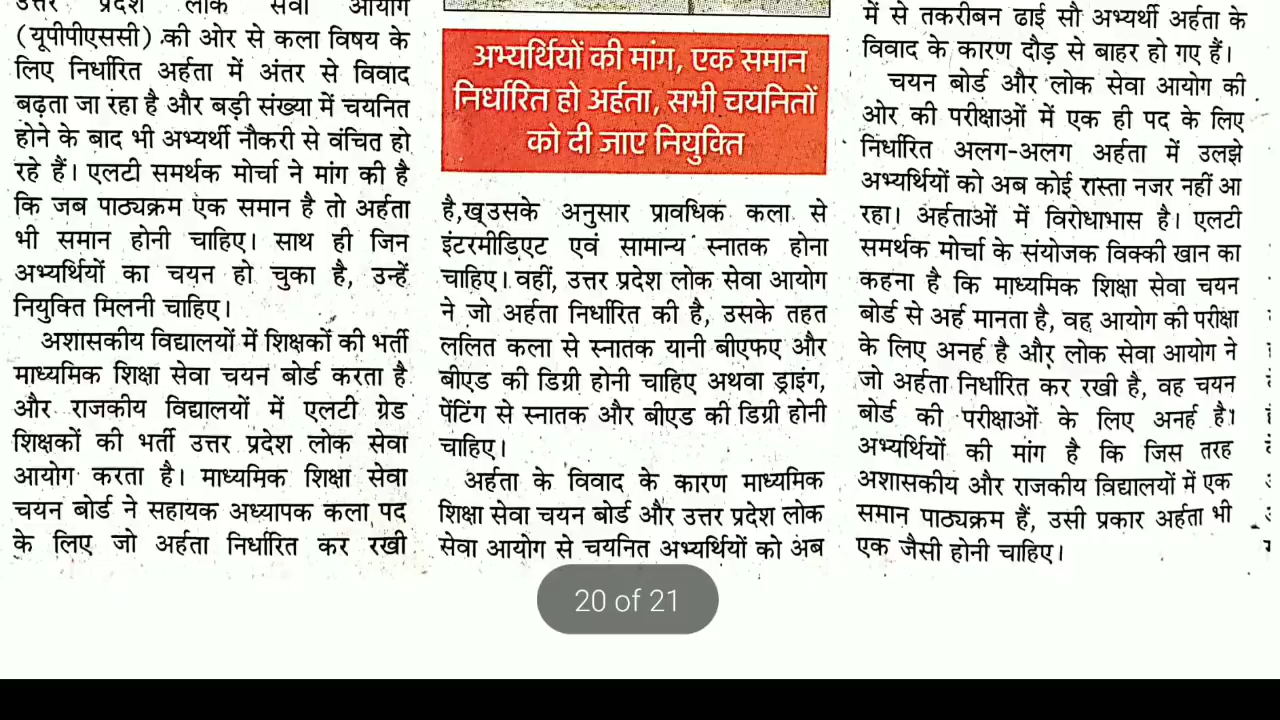 उत्तर प्रदेश लोक सेवा आयोग
(यूपीपीएससी) की ओर से कला विषय के
लिए निर्धारित अर्हता में अंतर से विवाद
बढ़ता जा रहा है और बड़ी संख्या में चयनित
होने के बाद भी अभ्यर्थी नौकरी से वंचित हो
रहे हैं। एलटी समर्थक मोर्चा ने मांग की है
कि जब पाठ्यक्रम एक समान है तो अर्हता
भी समान होनी चाहिए। साथ ही जिन
अभ्यर्थियों का चयन हो चुका है, उन्हें
नियुक्ति मिलनी चाहिए।
अशासकीय विद्यालयों में शिक्षकों की भर्ती
माध्यमिक शिक्षा सेवा चयन बोर्ड करता है
और राजकीय विद्यालयों में एलटी ग्रेड
शिक्षकों की भर्ती उत्तर प्रदेश लोक सेवा
आयोग करता है। माध्यमिक शिक्षा सेवा
चयन बोर्ड ने सहायक अध्यापक कला पद
के लिए जो अर्हता निर्धारित कर रखी
अभ्यर्थियों की मांग, एक समान
निर्धारित हो अर्हता, सभी चयनितों
को दी जाए नियुक्ति
है,ख् उसके अनुसार प्रावधिक कला से
इंटरमीडिएट एवं सामान्य स्नातक होना
चाहिए। वहीं, उत्तर प्रदेश लोक सेवा आयोग
ने जो अर्हता निर्धारित की है, उसके तहत
ललित कला से स्नातक यानी बीएफए और
बीएड की डिग्री होनी चाहिए अथवा ड्राइंग,
पेंटिंग से स्नातक और बीएड की डिग्री होनी
चाहिए।
अर्हता के विवाद के कारण माध्यमिक
शिक्षा सेवा चयन बोर्ड और उत्तर प्रदेश लोक
सेवा आयोग से चयनित अभ्यर्थियों को अब
में से तकरीबन ढाई सौ अभ्यर्थी अर्हता के
विवाद के कारण दौड़ से बाहर हो गए हैं।
चयन बोर्ड और लोक सेवा आयोग की
ओर की परीक्षाओं में एक ही पद के लिए
निर्धारित अलग-अलग अर्हता में उलझे
अभ्यर्थियों को अब कोई रास्ता नजर नहीं आ
रहा। अर्हताओं में विरोधाभास है। एलटी
समर्थक मोर्चा के संयोजक विक्की खान का
कहना है कि माध्यमिक शिक्षा सेवा चयन
बोर्ड से अर्ह मानता है, वह आयोग की परीक्षा
के लिए अनर्ह है और लोक सेवा आयोग ने
जो अर्हता निर्धारित कर रखी है, वह चयन
बोर्ड की परीक्षाओं के लिए अनर्ह है।
अभ्यर्थियों की मांग है कि जिस तरह
अशासकीय और राजकीय विद्यालयों में एक
समान पाठ्यक्रम हैं, उसी प्रकार अर्हता भी
एक जैसी होनी चाहिए।
20 of 21